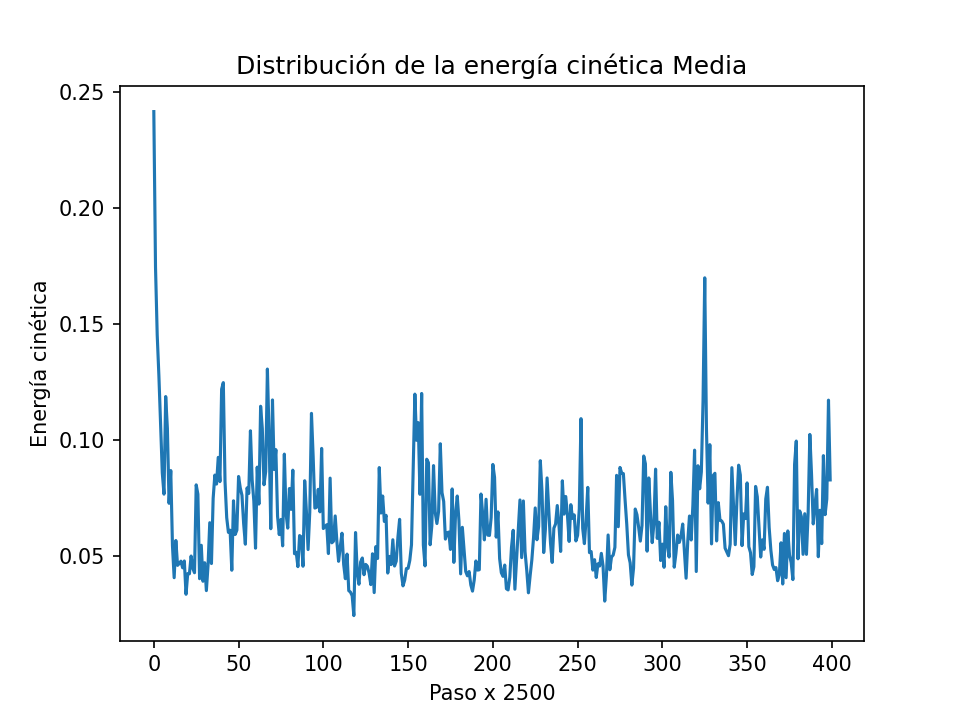 Distribución de la energía cinética Media
Energía cinética
0.25
0.20
0.15
0.10
0.05
0 50 100 150 200 250 300 350 400
Paso x 2500